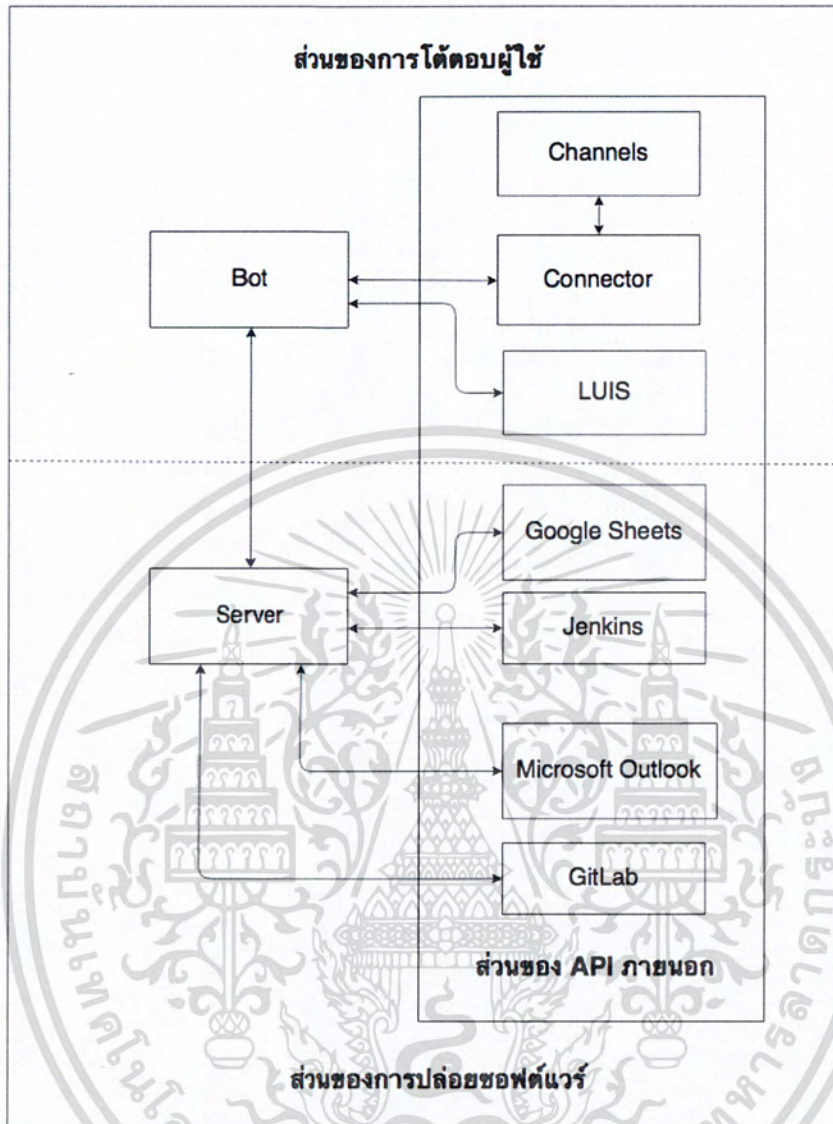 ส่วนของการโต้ตอบผู้ใช้
Channels
Bot
Connector
LUIS
Google Sheets
Server
Jenkins
Microsoft Outlook
GitLab
ส่วนของ API ภายนอก
ส่วนของการปล่อยซอฟต์แวร์